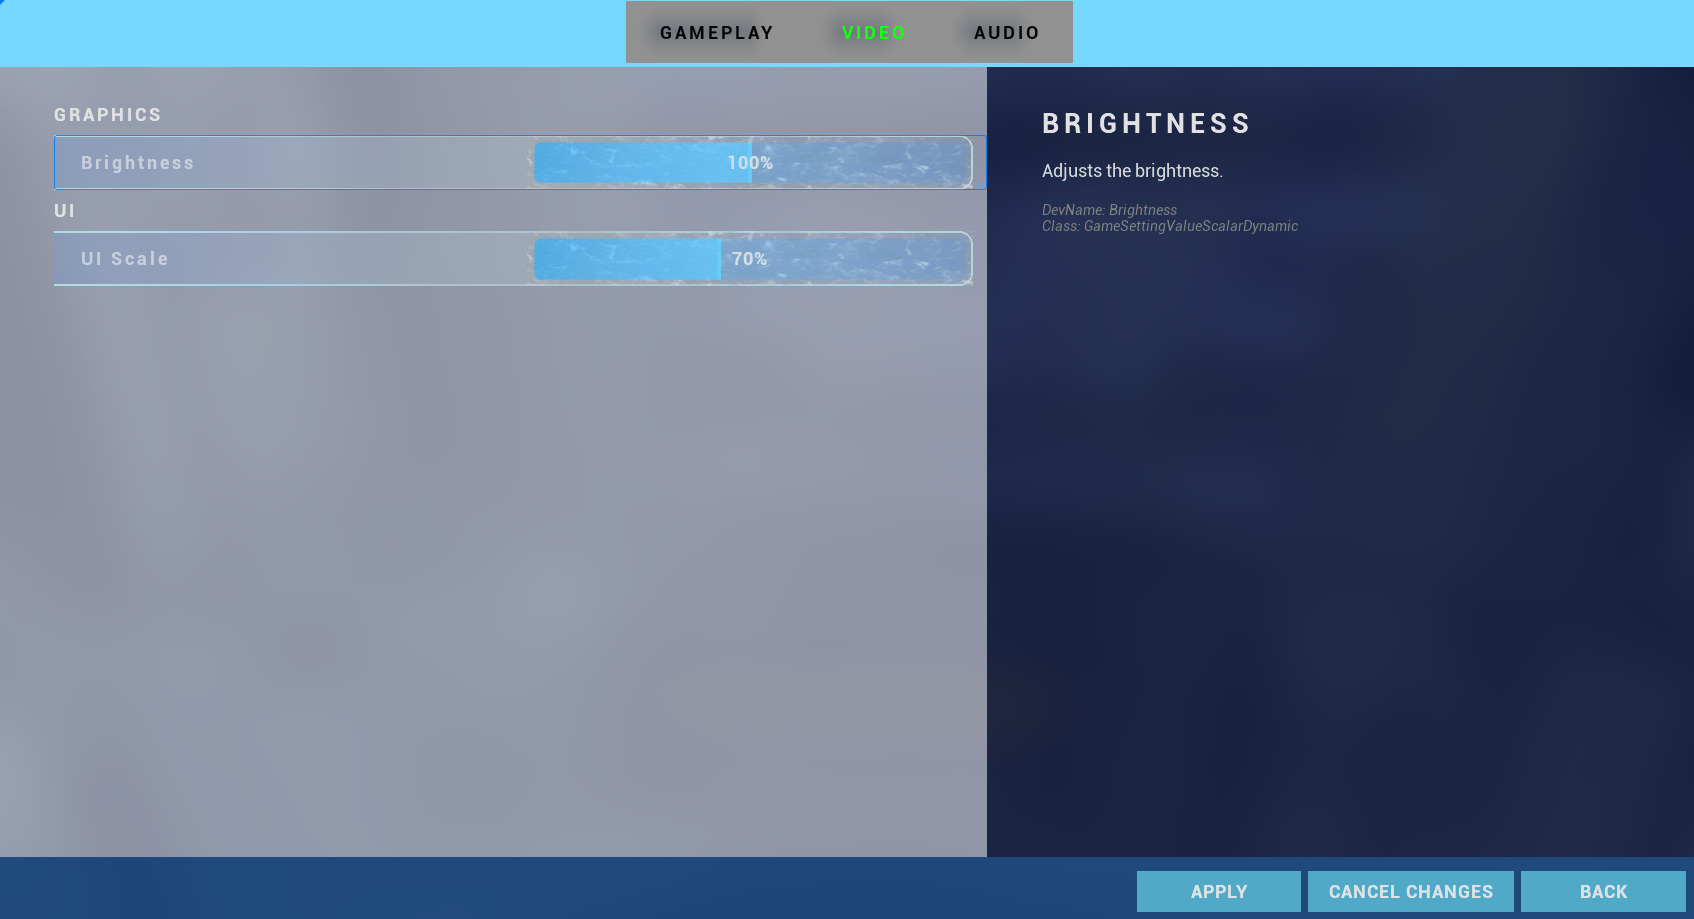 GAMEPLAY VIDEO AUDIO
GRAPHICS
Brightness 100%
UI
UI Scale 70%
BRIGHTNESS
Adjusts the brightness.
DevName: Brightness
Class: GameSettingValueScalarDynamic
APPLY CANCEL CHANGES BACK